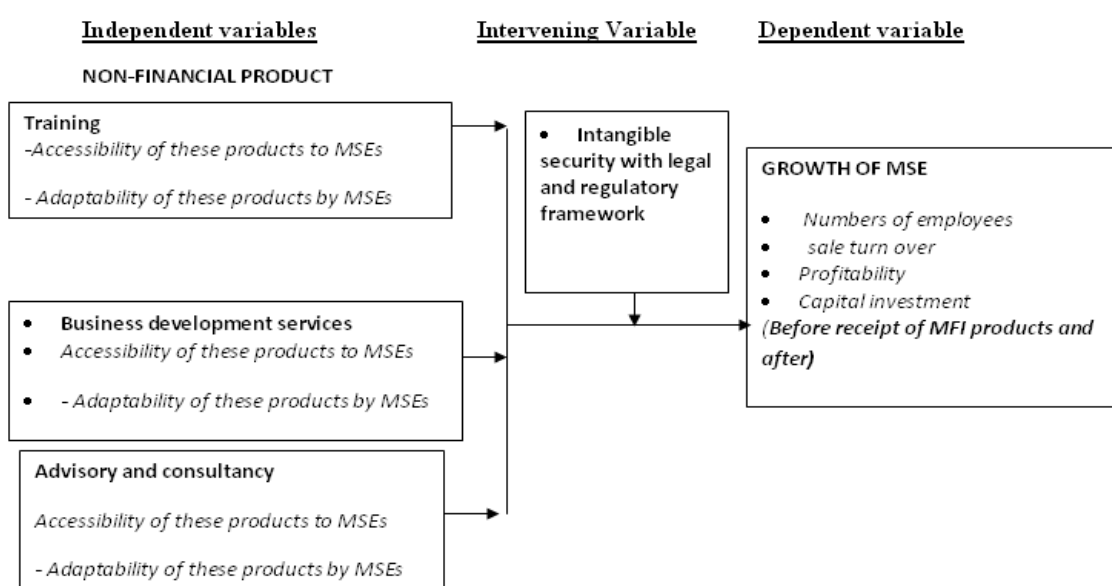 Independent variables
Intervening Variable
Dependent variable
NON-FINANCIAL PRODUCT
Training
-Accessibility of these products to MSEs
- Adaptability of these products by MSEs
• Business development services
• Accessibility of these products to MSEs
• - Adaptability of these products by MSEs
Advisory and consultancy
Accessibility of these products to MSEs
- Adaptability of these products by MSEs
• Intangible
security with legal
and regulatory
framework
GROWTH OF MSE
• Numbers of employees
• sale turn over
• Profitability
• Capital investment
(Before receipt of MFI products and
after)